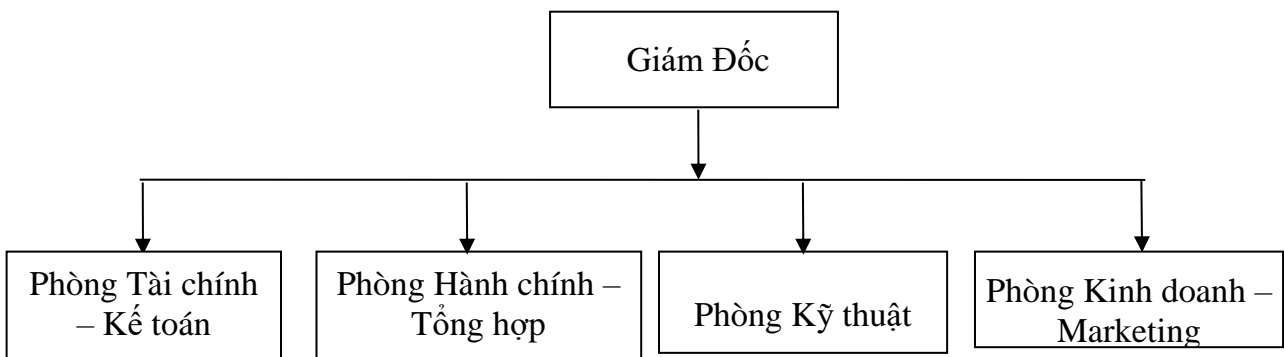 Giám Đốc
Phòng Tài chính
– Kế toán
Phòng Hành chính –
Tổng hợp
Phòng Kỹ thuật
Phòng Kinh doanh –
Marketing